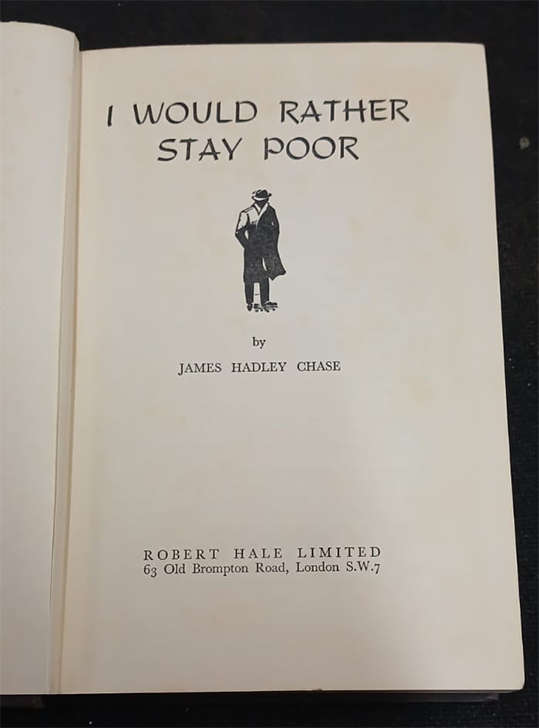 I WOULD RATHER
STAY POOR
by
JAMES HADLEY CHASE
ROBERT HALE LIMITED
63 Old Brompton Road, London S.W.7